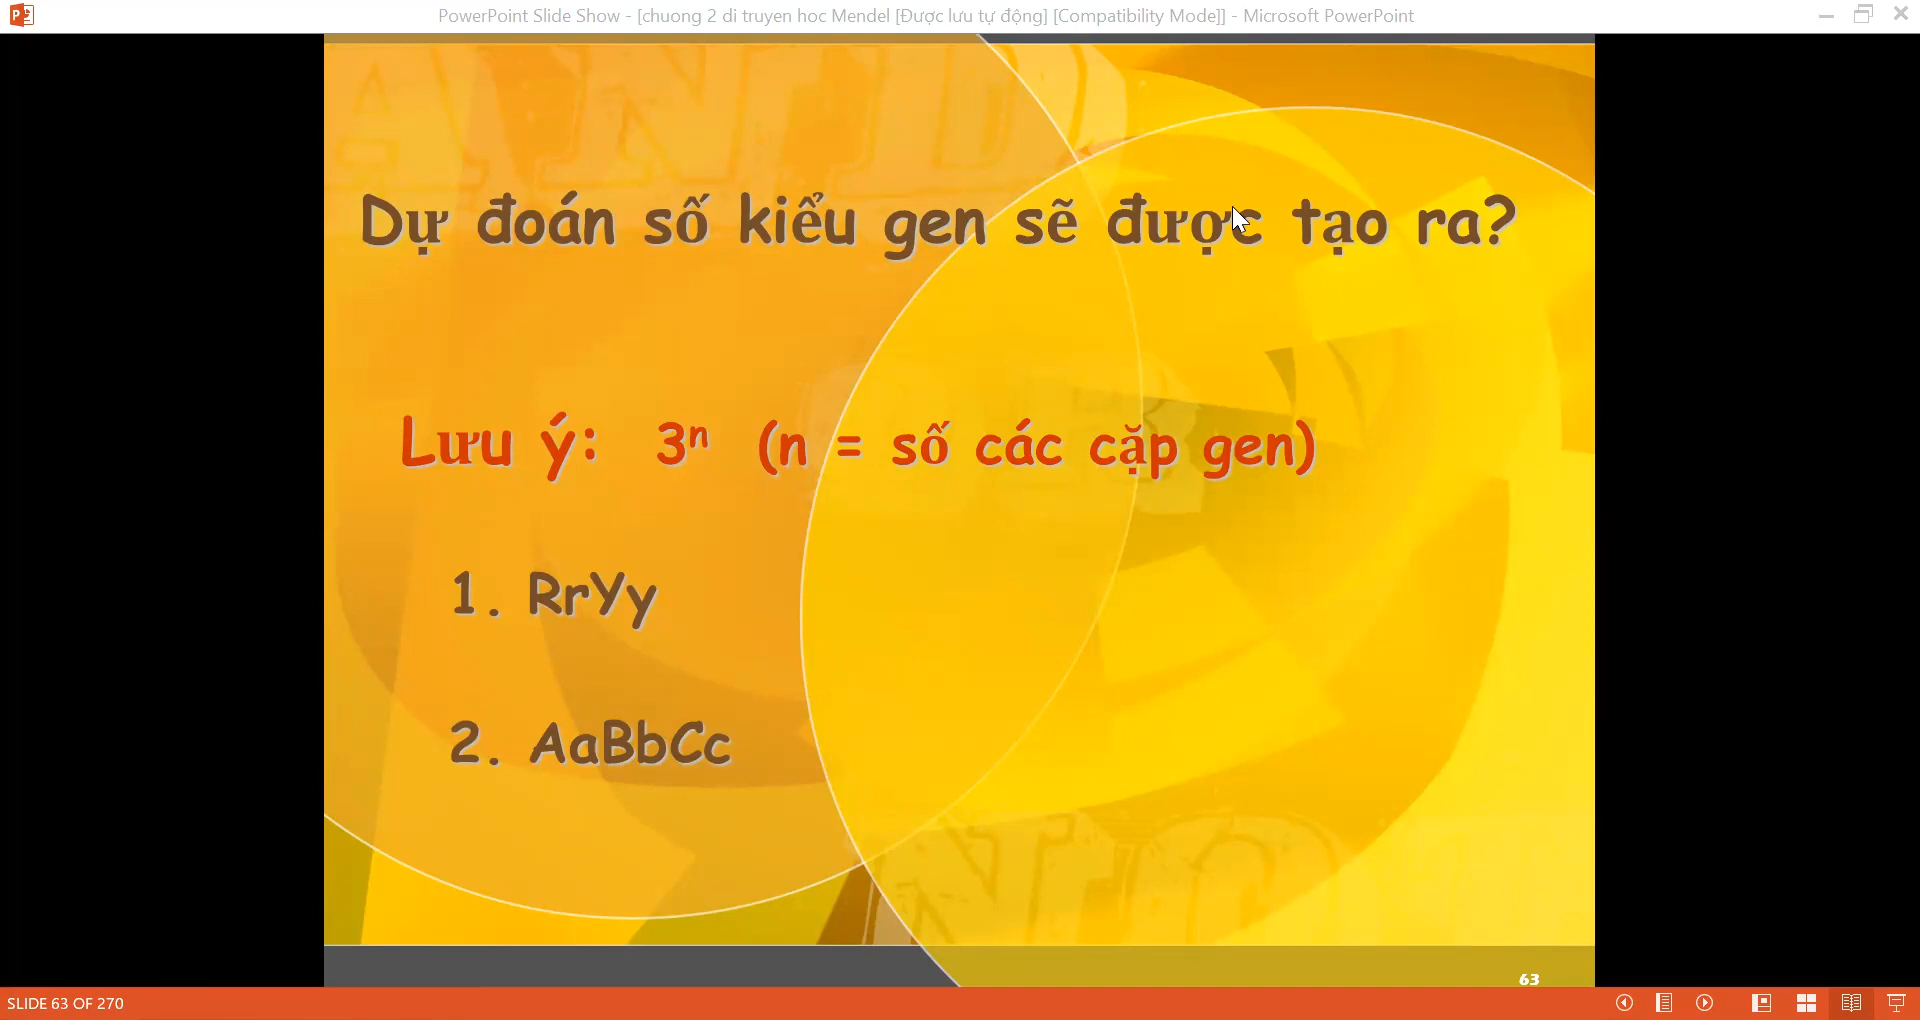 PowerPoint Slide Show - [chuong 2 di truyen hoc Mendel [Được lưu tự động] [Compatibility Mode]] - Microsoft PowerPoint
Dự đoán số kiểu gen sẽ được tạo ra?
Lưu ý: 3ⁿ (n = số các cặp gen)
1. RrYy
2. AaBbCc
63
SLIDE 63 OF 270